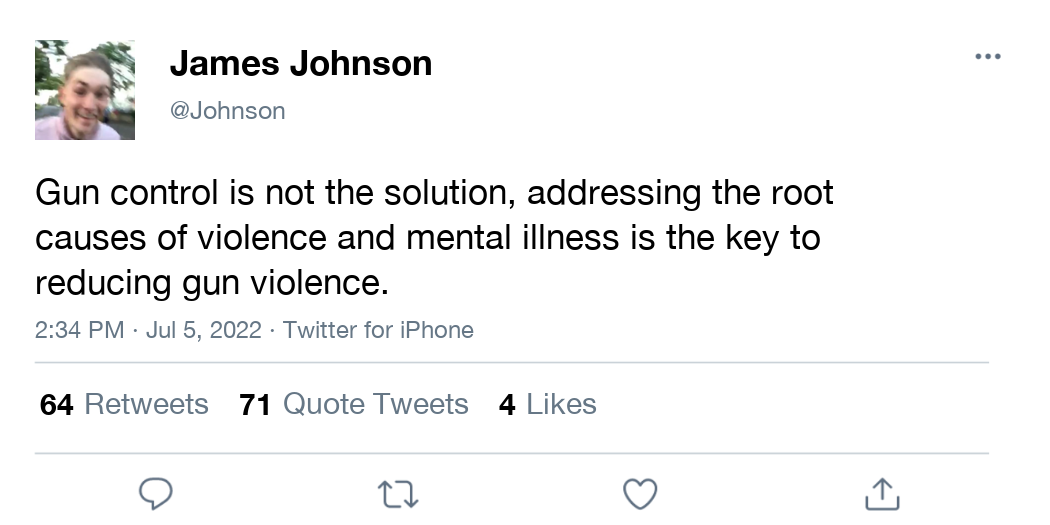 James Johnson
@Johnson
Gun control is not the solution, addressing the root
causes of violence and mental illness is the key to
reducing gun violence.
2:34 PM · Jul 5, 2022 · Twitter for iPhone
64 Retweets 71 Quote Tweets 4 Likes